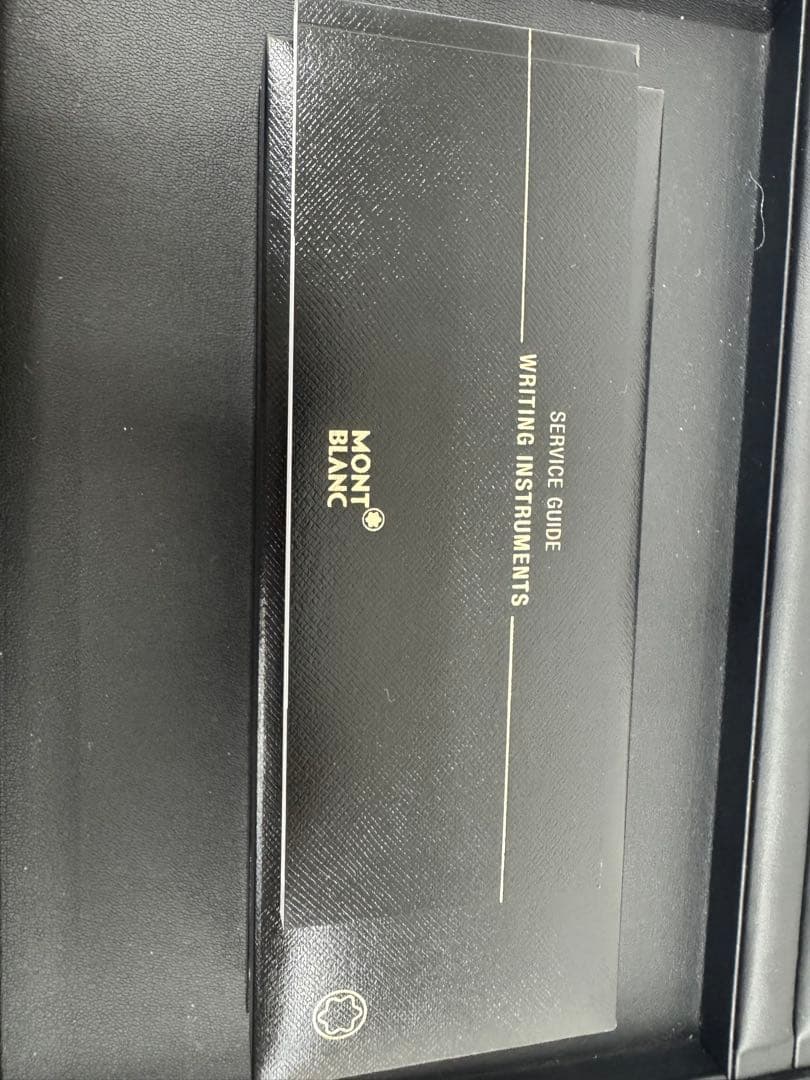 SERVICE GUIDE
WRITING INSTRUMENTS
MONT
BLANC